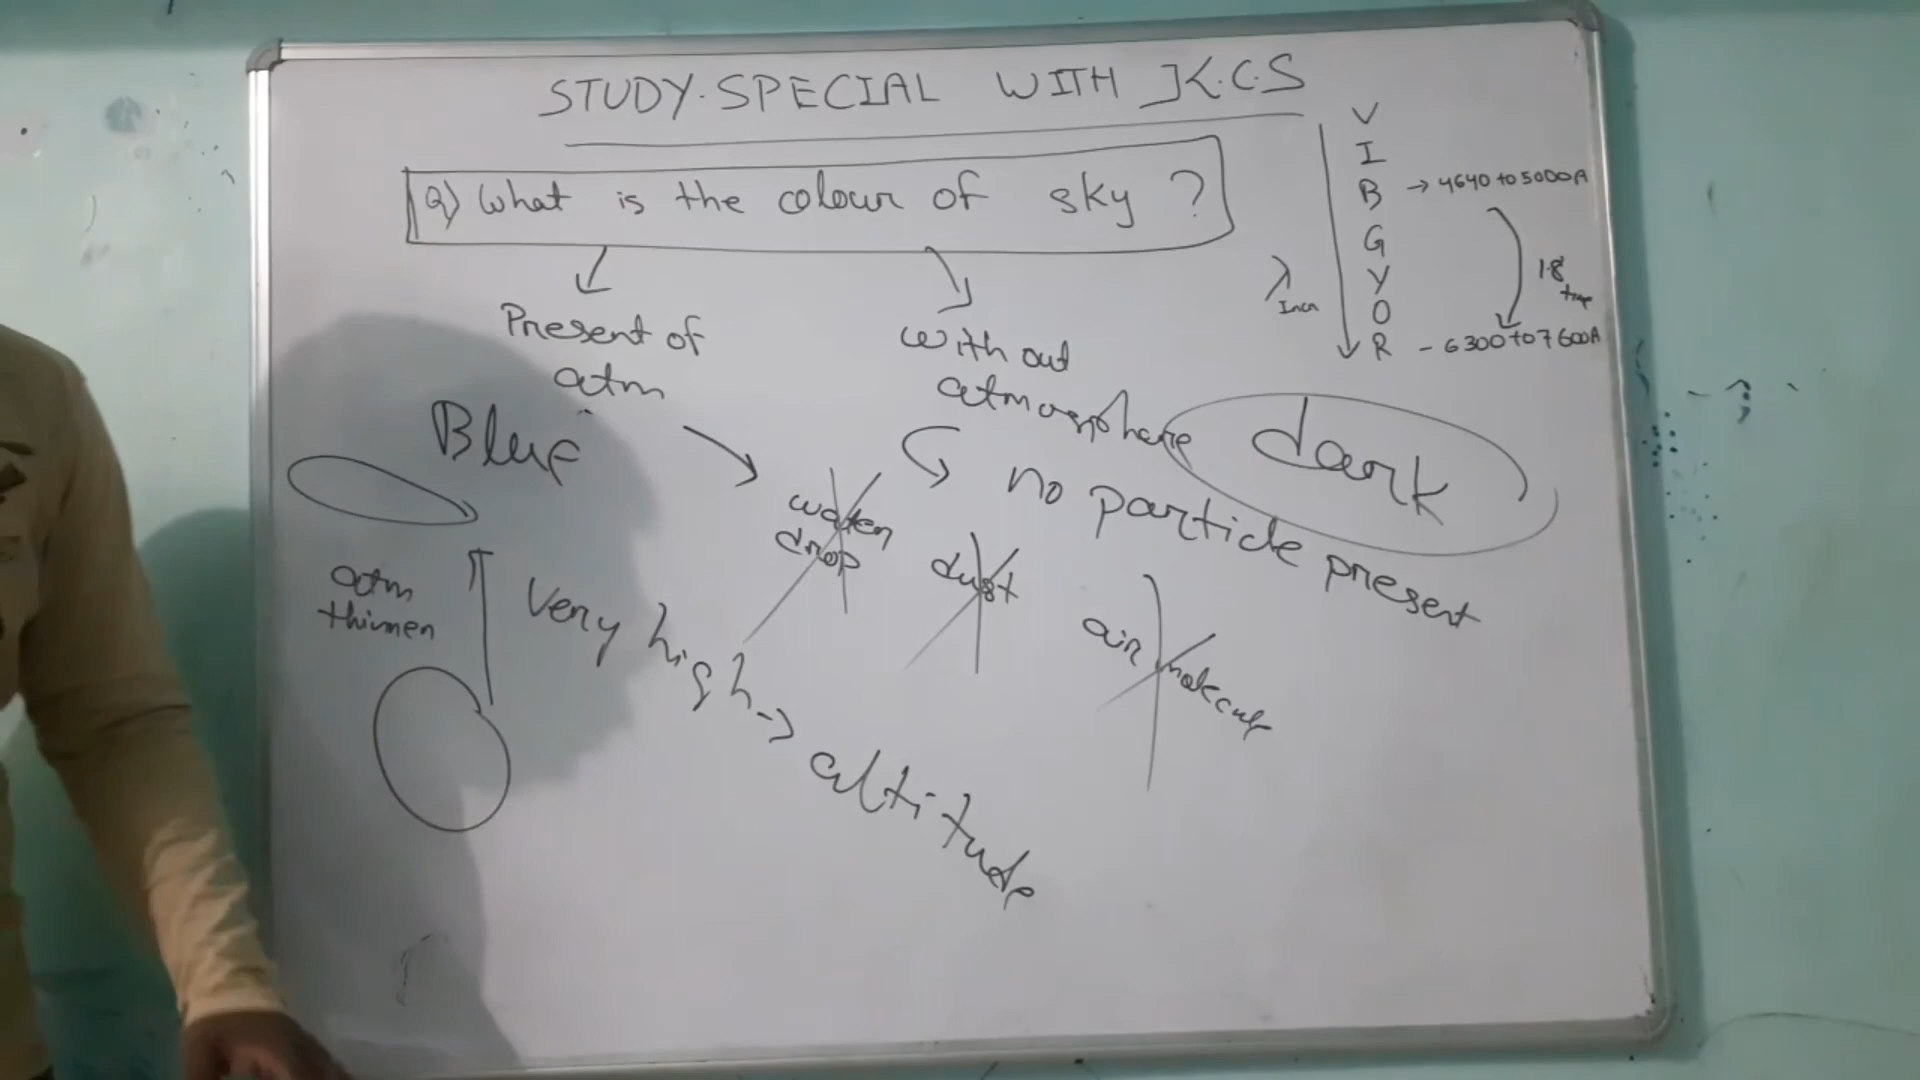 STUDY.SPECIAL WITH J.K.C.S
Q) What is the colour of sky ?
Present of
atm
Blue
With out
atmosphere
dark
no particle present
water
drop
dust
air molecule
atm
thinner
Very high → altitude
V
I
B → 4640 to 5000A
G
Y
O
R - 6300 to 7600A
λ
1.8